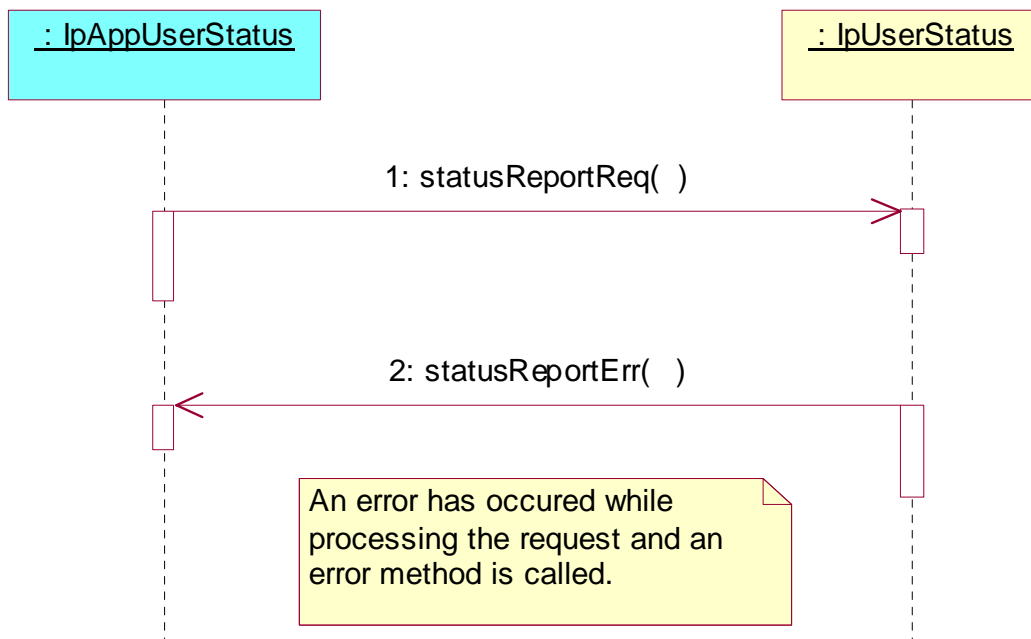 : IpAppUserStatus
: IpUserStatus
1: statusReportReq(  )
2: statusReportErr(  )
An error has occured while
processing the request and an
error method is called.